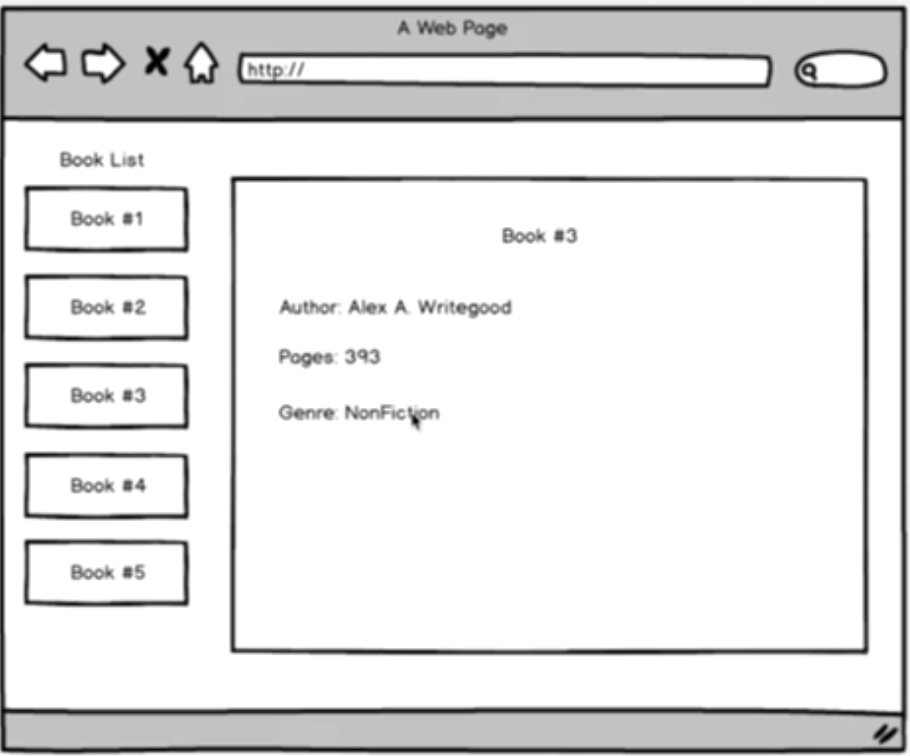 A Web Page
http://
Book List
Book #1
Book #2
Book #3
Book #4
Book #5
Book #3
Author: Alex A. Writegood
Pages: 393
Genre: NonFiction